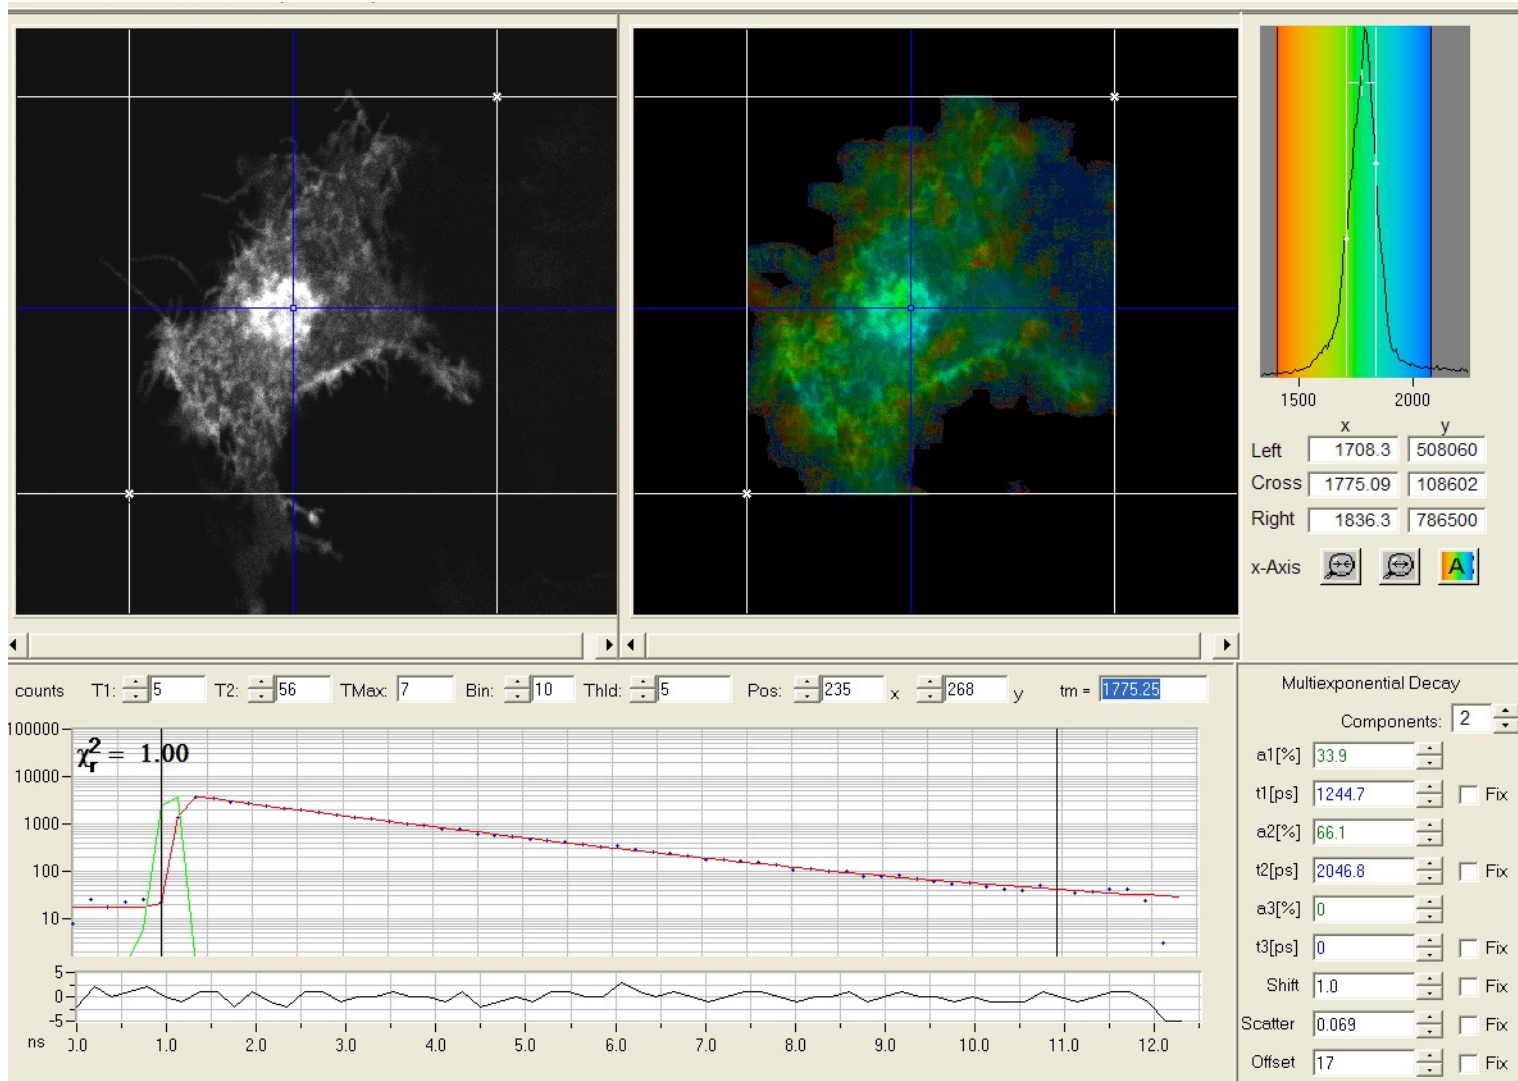 1500 2000
x y
Left 1708.3 508060
Cross 1775.09 108602
Right 1836.3 786500
x-Axis A
counts T1: 5 T2: 56 TMax: 7 Bin: 10 Thld: 5 Pos: 235 x 268 y tm = 1775.25
Multiexponential Decay
Components: 2
a1[%] 33.9
t1[ps] 1244.7 Fix
a2[%] 66.1
t2[ps] 2046.8 Fix
a3[%] 0
t3[ps] 0 Fix
Shift 1.0 Fix
Scatter 0.069 Fix
Offset 17 Fix
100000
χ²r = 1.00
10000
1000
100
10
5
0
-5
ns 0.0 1.0 2.0 3.0 4.0 5.0 6.0 7.0 8.0 9.0 10.0 11.0 12.0